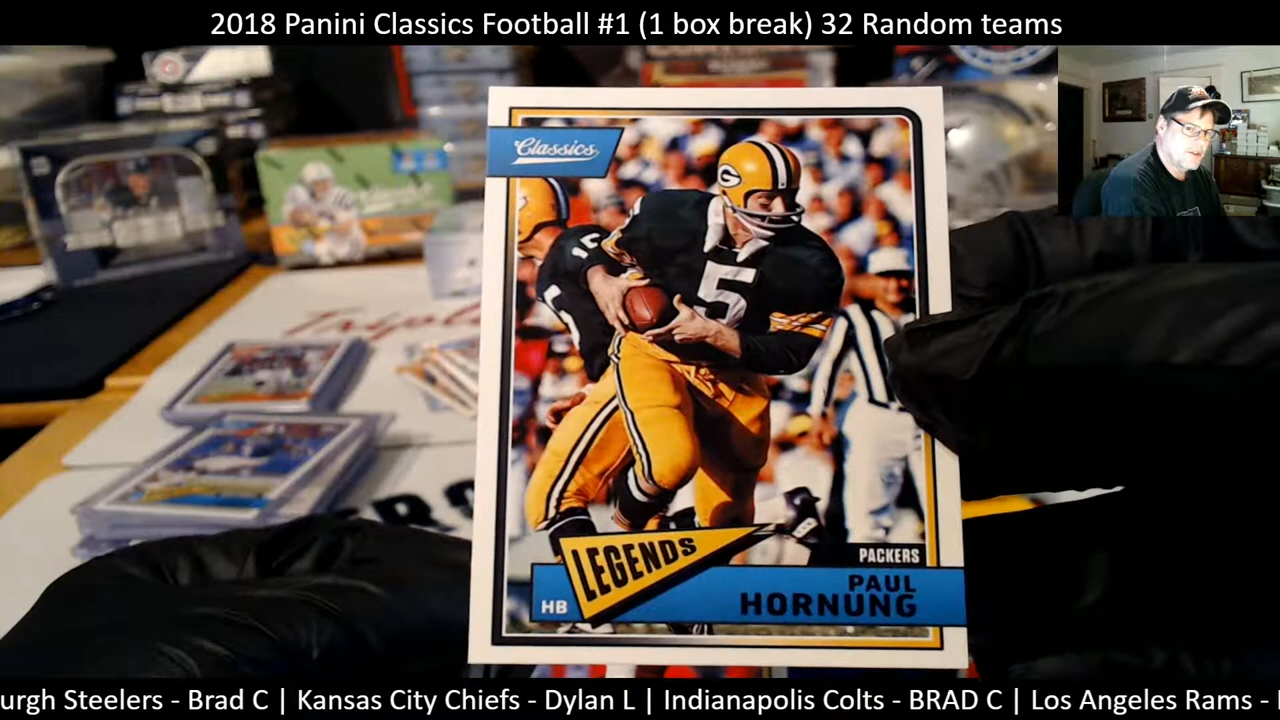 2018 Panini Classics Football #1 (1 box break) 32 Random teams
Classics
G
15
5
LEGENDS
PACKERS
HB
PAUL
HORNUNG
urgh Steelers - Brad C | Kansas City Chiefs - Dylan L | Indianapolis Colts - BRAD C | Los Angeles Rams -